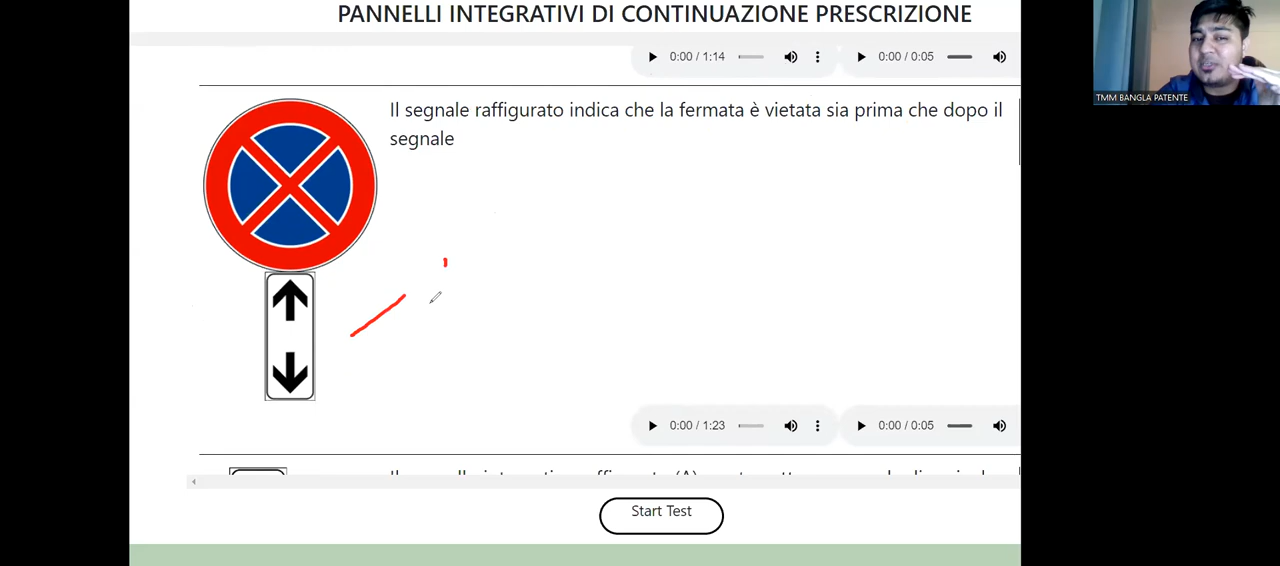 PANNELLI INTEGRATIVI DI CONTINUAZIONE PRESCRIZIONE
0:00 / 1:14
0:00 / 0:05
TMM BANGLA PATENTE
Il segnale raffigurato indica che la fermata è vietata sia prima che dopo il
segnale
0:00 / 1:23
0:00 / 0:05
Start Test